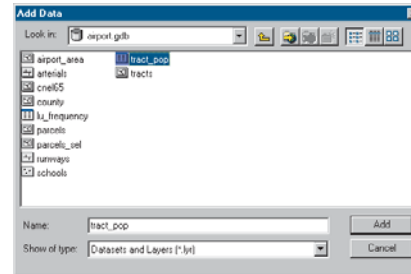 Add Data
Look in: airport.gdb
airport_area
arterials
cnel65
county
lu_frequency
parcels
parcels_sel
runways
schools
tract_pop
tracts
Name: tract_pop
Add
Show of type: Datasets and Layers (*.lyr)
Cancel